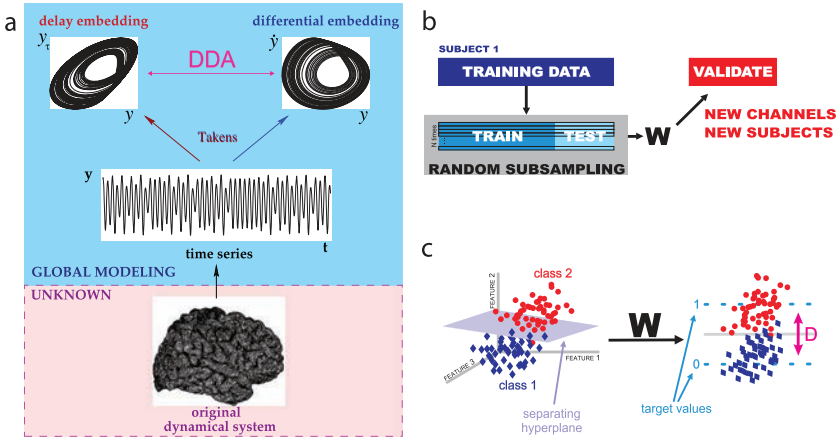 a
delay embedding
differential embedding
yτ
ẏ
DDA
y
y
Takens
y
t
time series
GLOBAL MODELING
UNKNOWN
original
dynamical system
b
SUBJECT 1
TRAINING DATA
VALIDATE
NEW CHANNELS
NEW SUBJECTS
N times
...
TRAIN
TEST
W
RANDOM SUBSAMPLING
c
class 2
FEATURE 2
FEATURE 3
FEATURE 1
class 1
separating
hyperplane
W
1
0
D
target values